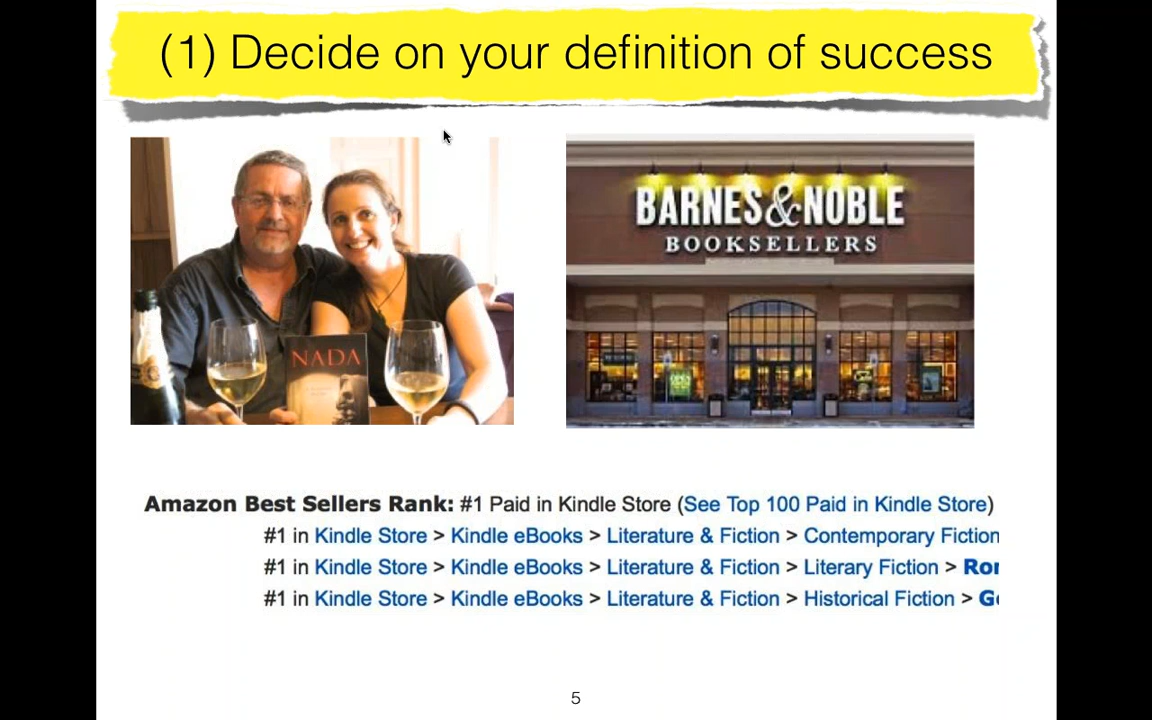 (1) Decide on your definition of success
BARNES & NOBLE
BOOKSELLERS
NADA
Amazon Best Sellers Rank: #1 Paid in Kindle Store (See Top 100 Paid in Kindle Store)
#1 in Kindle Store > Kindle eBooks > Literature & Fiction > Contemporary Fiction
#1 in Kindle Store > Kindle eBooks > Literature & Fiction > Literary Fiction >
#1 in Kindle Store > Kindle eBooks > Literature & Fiction > Historical Fiction >
5